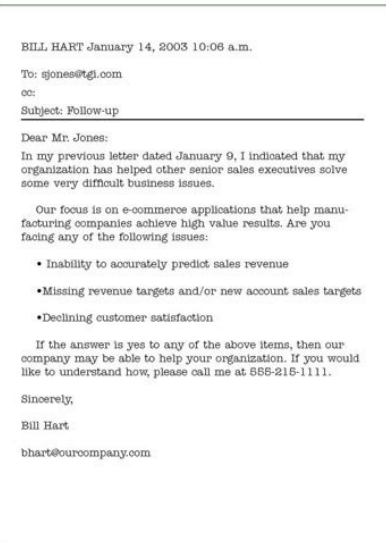 BILL HART January 14, 2003 10:06 a.m.
To: sjones@tgi.com
cc:
Subject: Follow-up
Dear Mr. Jones:
In my previous letter dated January 9, I indicated that my
organization has helped other senior sales executives solve
some very difficult business issues.
Our focus is on e-commerce applications that help manu-
facturing companies achieve high value results. Are you
facing any of the following issues:
• Inability to accurately predict sales revenue
•Missing revenue targets and/or new account sales targets
•Declining customer satisfaction
If the answer is yes to any of the above items, then our
company may be able to help your organization. If you would
like to understand how, please call me at 555-215-1111.
Sincerely,
Bill Hart
bhart@ourcompany.com